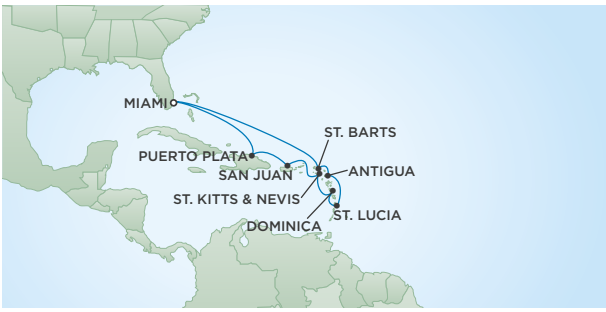 MIAMI
ST. BARTS
PUERTO PLATA
ANTIGUA
SAN JUAN
ST. KITTS & NEVIS
ST. LUCIA
DOMINICA